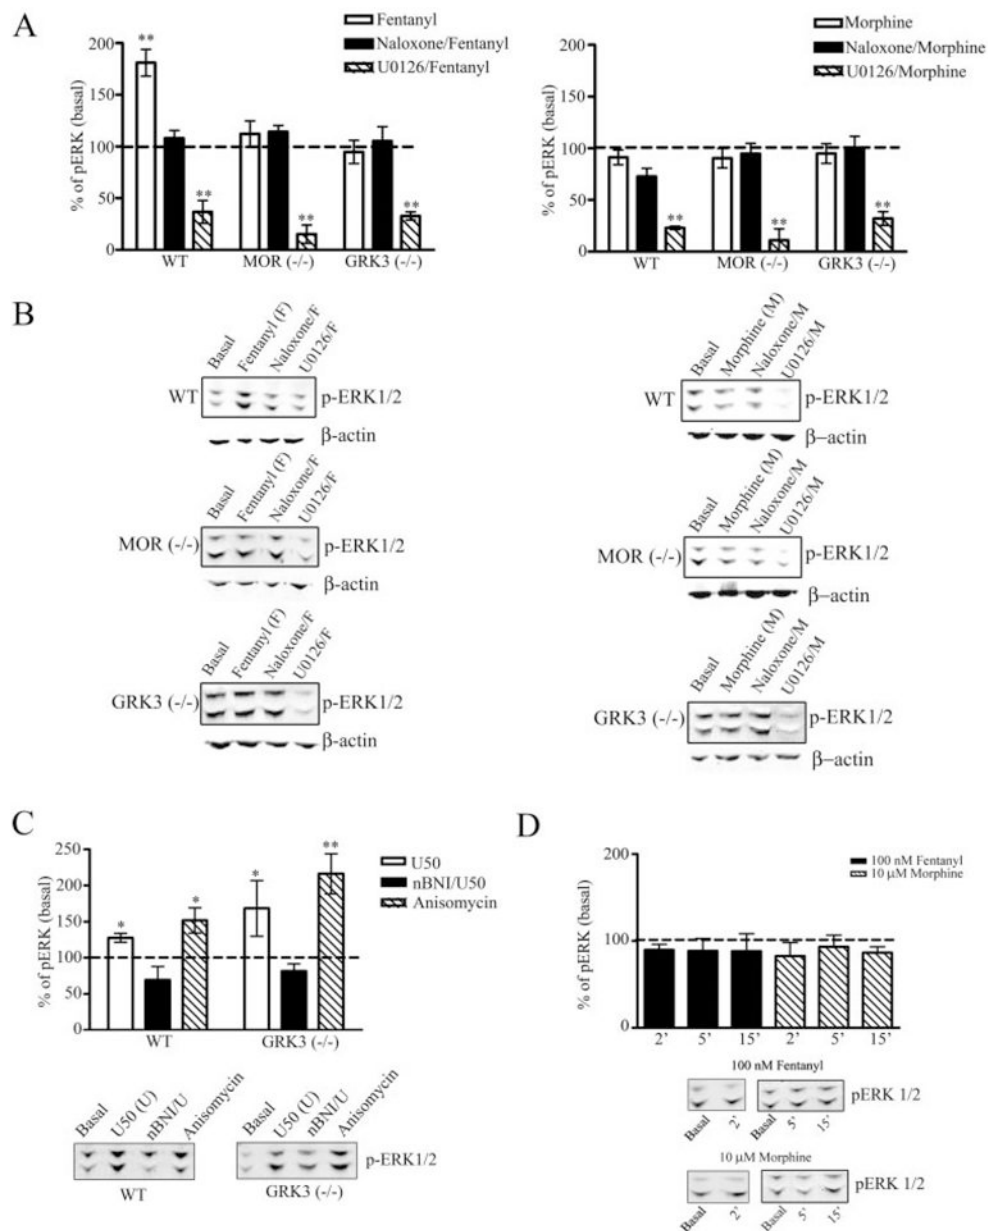 A
Fentanyl
Naloxone/Fentanyl
U0126/Fentanyl
% of pERK (basal)
200
150
100
50
0
**
**
**
**
WT
MOR (-/-)
GRK3 (-/-)
Morphine
Naloxone/Morphine
U0126/Morphine
% of pERK (basal)
200
150
100
50
0
**
**
**
WT
MOR (-/-)
GRK3 (-/-)
B
Basal
Fentanyl (F)
Naloxone/F
U0126/F
WT
p-ERK1/2
β-actin
Basal
Fentanyl (F)
Naloxone/F
U0126/F
MOR (-/-)
p-ERK1/2
β-actin
Basal
Fentanyl (F)
Naloxone/F
U0126/F
GRK3 (-/-)
p-ERK1/2
β-actin
Basal
Morphine (M)
Naloxone/M
U0126/M
WT
p-ERK1/2
β-actin
Basal
Morphine (M)
Naloxone/M
U0126/M
MOR (-/-)
p-ERK1/2
β-actin
Basal
Morphine (M)
Naloxone/M
U0126/M
GRK3 (-/-)
p-ERK1/2
β-actin
C
U50
nBNI/U50
Anisomycin
% of pERK (basal)
250
200
150
100
50
0
*
*
*
**
WT
GRK3 (-/-)
Basal
U50 (U)
nBNI/U
Anisomycin
WT
Basal
U50 (U)
nBNI/U
Anisomycin
GRK3 (-/-)
p-ERK1/2
D
100 nM Fentanyl
10 µM Morphine
% of pERK (basal)
200
100
0
2' 5' 15' 2' 5' 15'
100 nM Fentanyl
pERK 1/2
Basal 2' Basal 5' 15'
10 µM Morphine
pERK 1/2
Basal 2' Basal 5' 15'